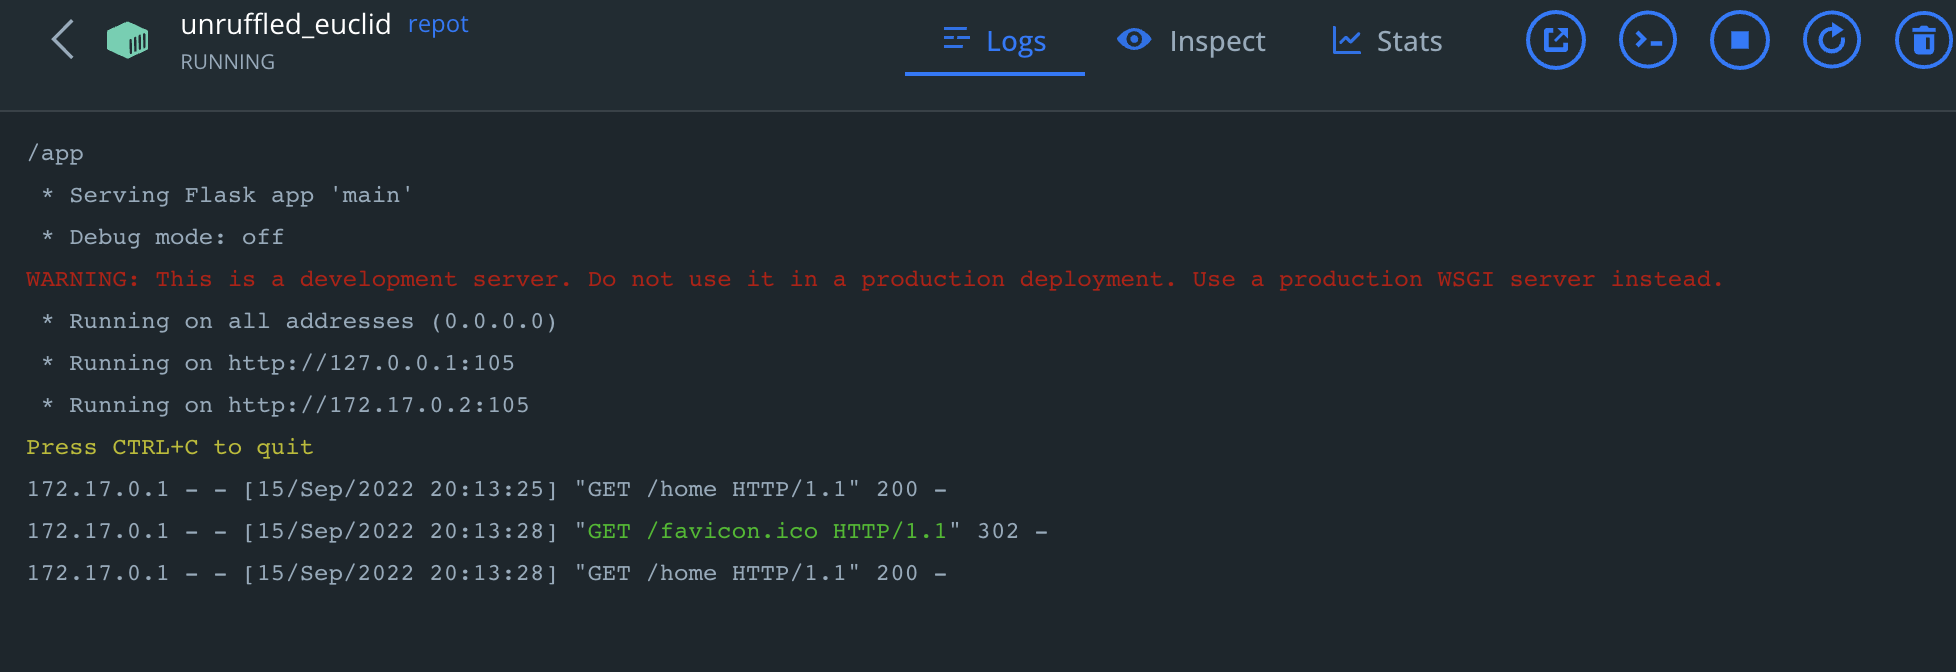 unruffled_euclid repot
RUNNING
Logs
Inspect
Stats
/app
* Serving Flask app 'main'
* Debug mode: off
WARNING: This is a development server. Do not use it in a production deployment. Use a production WSGI server instead.
* Running on all addresses (0.0.0.0)
* Running on http://127.0.0.1:105
* Running on http://172.17.0.2:105
Press CTRL+C to quit
172.17.0.1 - - [15/Sep/2022 20:13:25] "GET /home HTTP/1.1" 200 -
172.17.0.1 - - [15/Sep/2022 20:13:28] "GET /favicon.ico HTTP/1.1" 302 -
172.17.0.1 - - [15/Sep/2022 20:13:28] "GET /home HTTP/1.1" 200 -